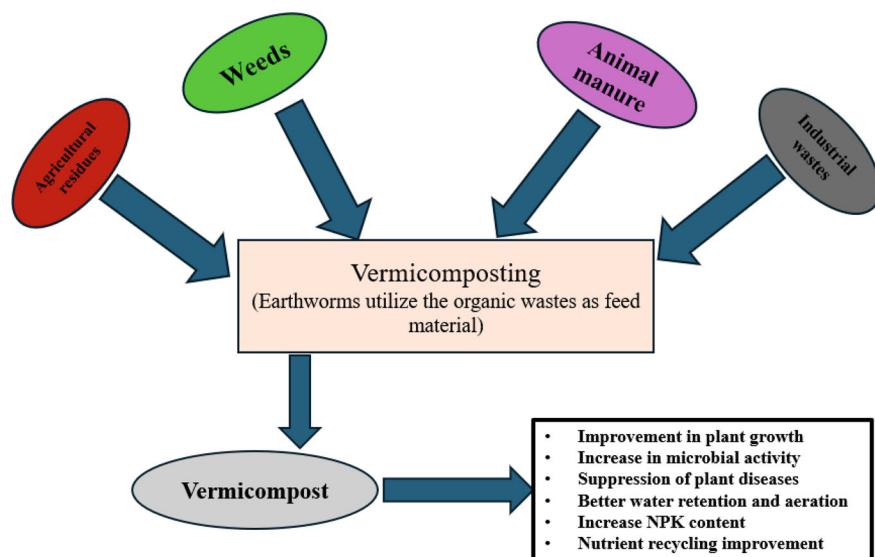 Weeds
Animal
manure
Agricultural
residues
Industrial
wastes
Vermicomposting
(Earthworms utilize the organic wastes as feed
material)
Vermicompost
• Improvement in plant growth
• Increase in microbial activity
• Suppression of plant diseases
• Better water retention and aeration
• Increase NPK content
• Nutrient recycling improvement